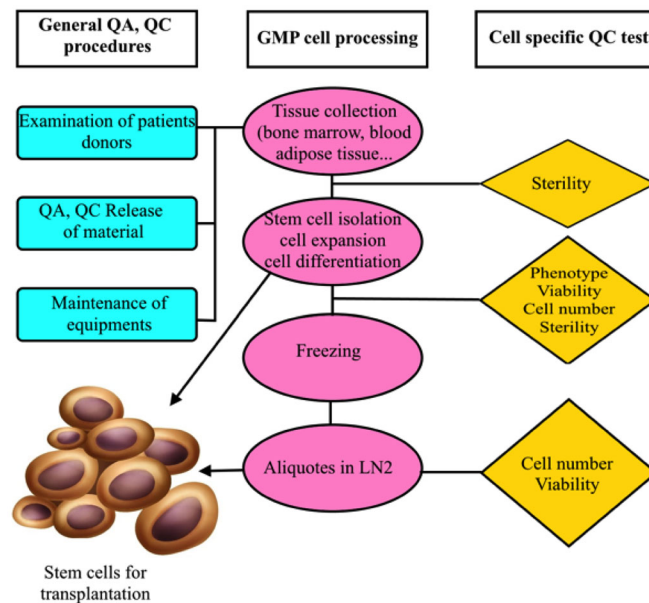 General QA, QC
procedures
GMP cell processing
Cell specific QC test
Examination of patients
donors
QA, QC Release
of material
Maintenance of
equipments
Tissue collection
(bone marrow, blood
adipose tissue...
Stem cell isolation
cell expansion
cell differentiation
Freezing
Aliquotes in LN2
Sterility
Phenotype
Viability
Cell number
Sterility
Cell number
Viability
Stem cells for
transplantation